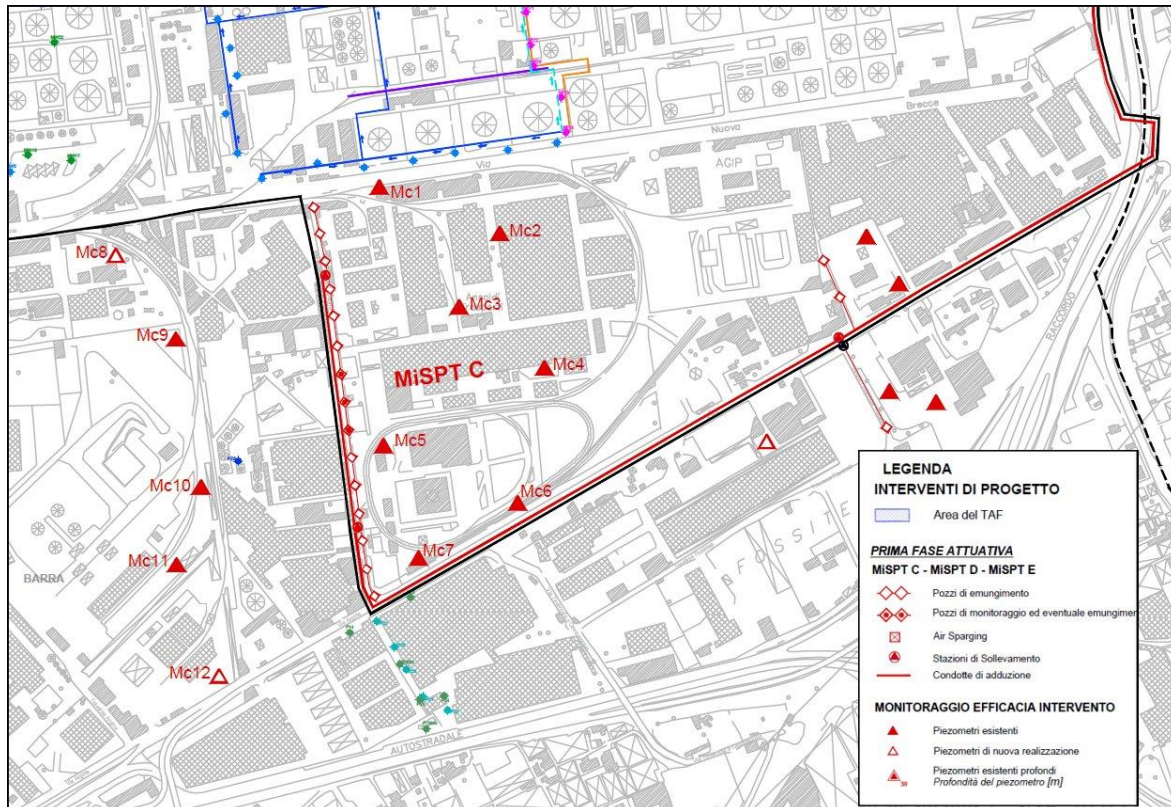 Brecce
Nuova
Via
AGIP
Mc1
Mc2
Mc8
Mc3
Mc9
MiSPT C
Mc4
RACCORDO
Mc5
Mc10
Mc6
Mc7
Mc11
BARRA
FOSSITE
Mc12
AUTOSTRADALE
LEGENDA
INTERVENTI DI PROGETTO
Area del TAF
PRIMA FASE ATTUATIVA
MiSPT C - MiSPT D - MiSPT E
Pozzi di emungimento
Pozzi di monitoraggio ed eventuale emungimen
Air Sparging
Stazioni di Sollevamento
Condotte di adduzione
MONITORAGGIO EFFICACIA INTERVENTO
Piezometri esistenti
Piezometri di nuova realizzazione
Piezometri esistenti profondi
Profondità del piezometro [m]